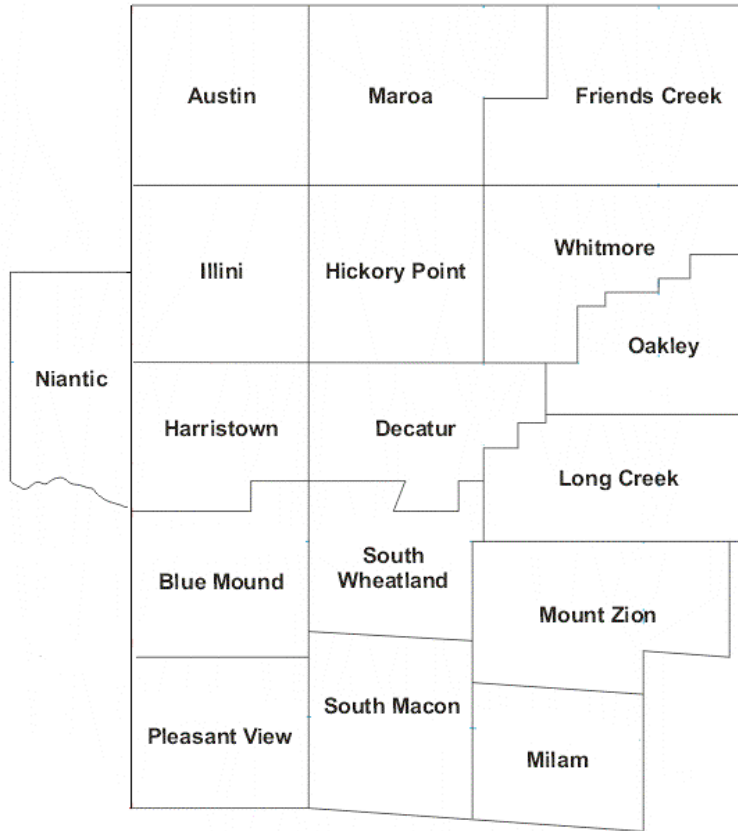 Austin
Maroa
Friends Creek
Illini
Hickory Point
Whitmore
Niantic
Oakley
Harristown
Decatur
Long Creek
Blue Mound
South
Wheatland
Mount Zion
Pleasant View
South Macon
Milam